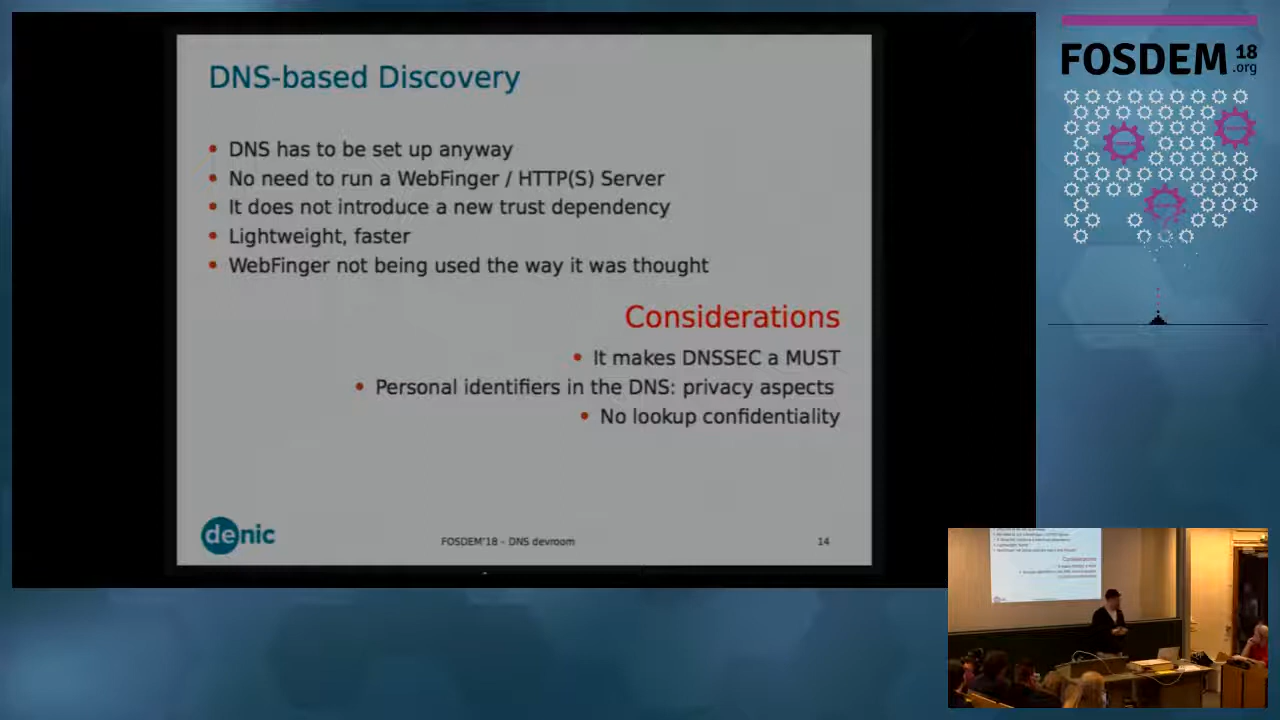 DNS-based Discovery
• DNS has to be set up anyway
• No need to run a WebFinger / HTTP(S) Server
• It does not introduce a new trust dependency
• Lightweight, faster
• WebFinger not being used the way it was thought
Considerations
• It makes DNSSEC a MUST
• Personal identifiers in the DNS: privacy aspects
• No lookup confidentiality
denic
FOSDEM'18 - DNS devroom
14
FOSDEM 18
.org
Considerations